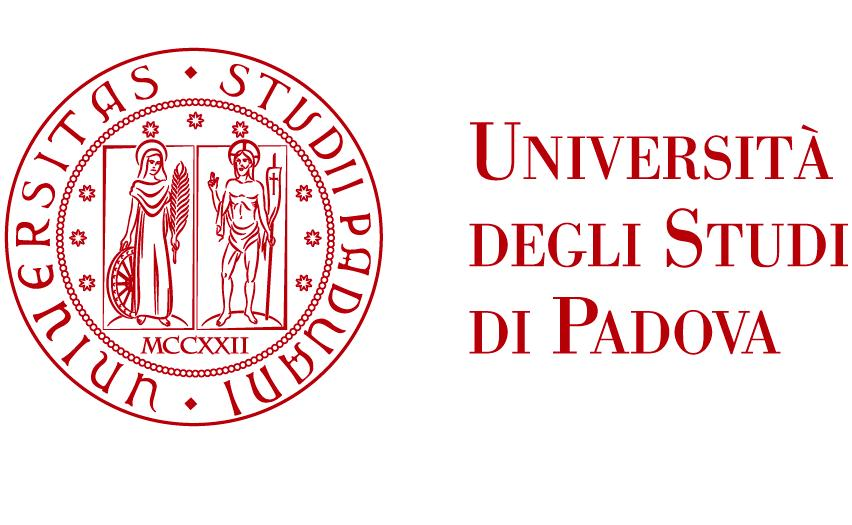 UNIVERSITAS • STUDII PADUANI •
MCCXXII
UNIVERSITÀ
DEGLI STUDI
DI PADOVA